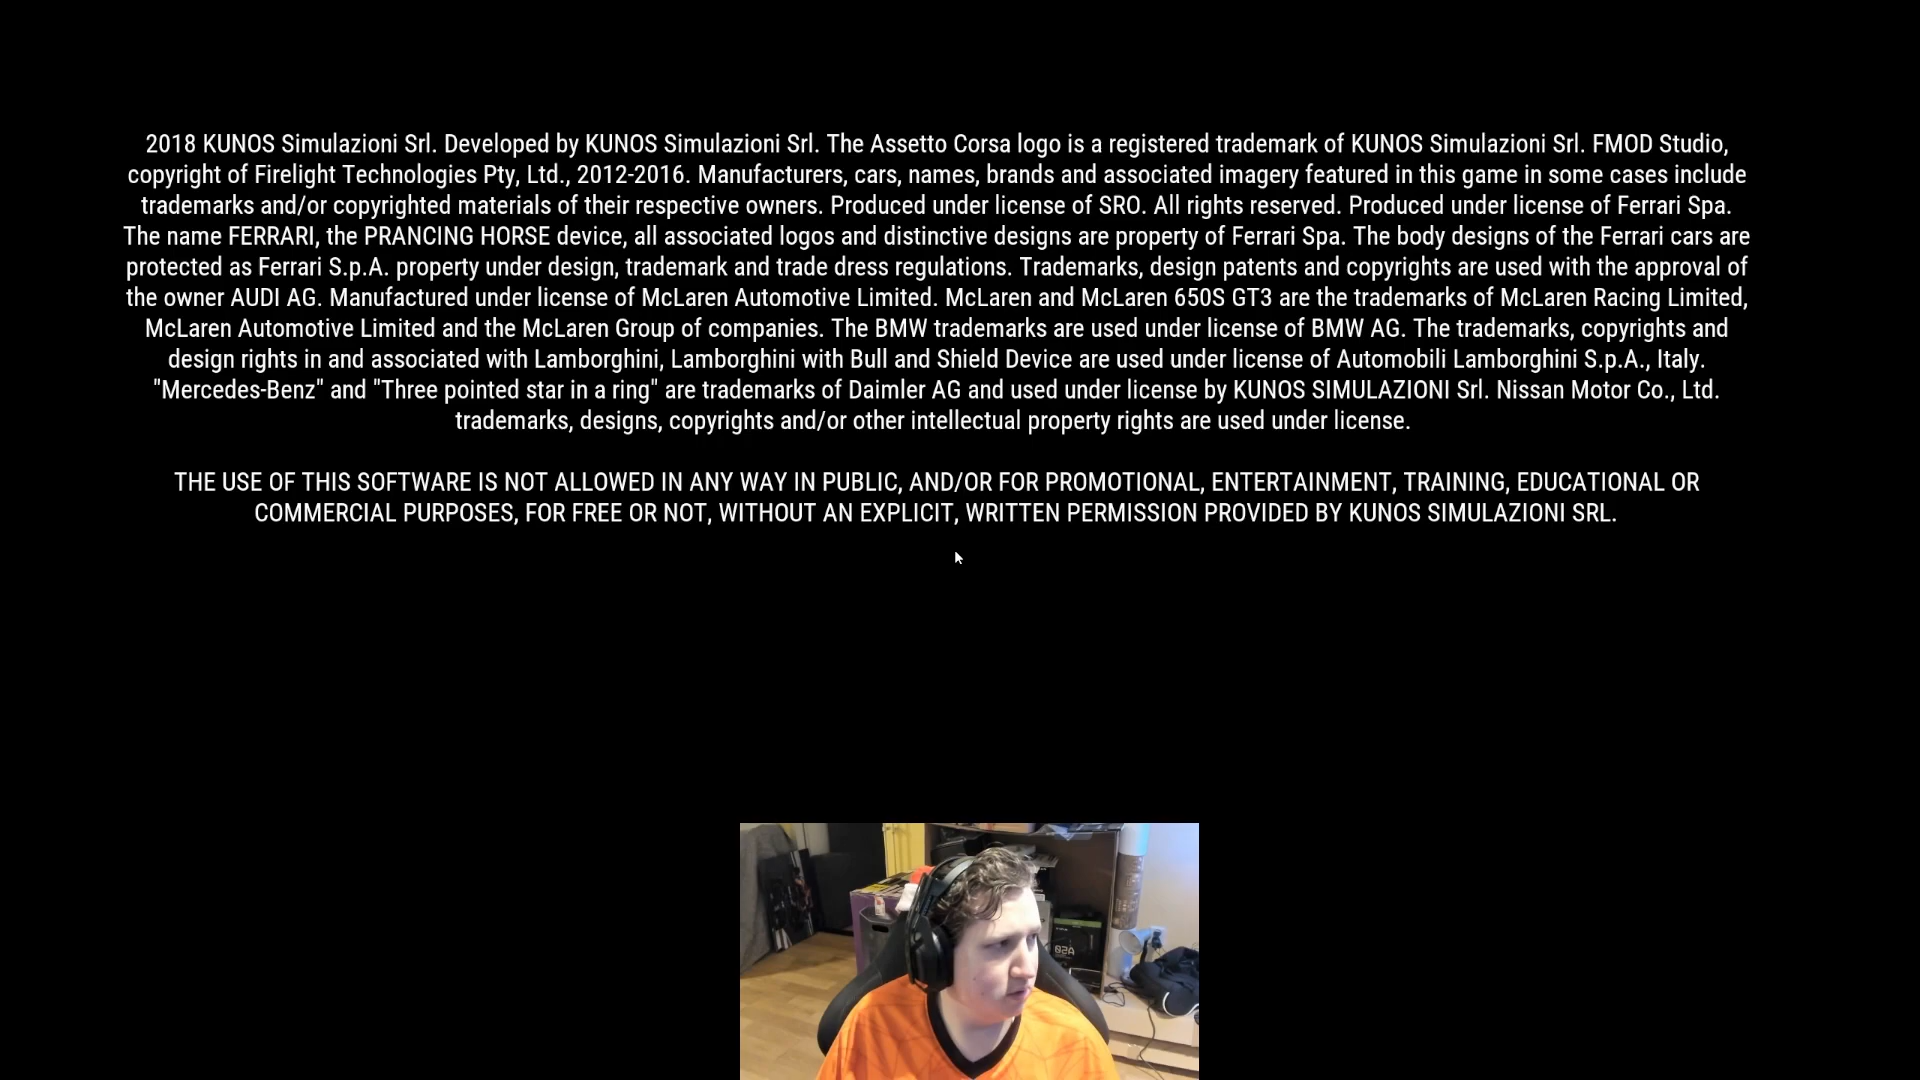 2018 KUNOS Simulazioni Srl. Developed by KUNOS Simulazioni Srl. The Assetto Corsa logo is a registered trademark of KUNOS Simulazioni Srl. FMOD Studio,
copyright of Firelight Technologies Pty, Ltd., 2012-2016. Manufacturers, cars, names, brands and associated imagery featured in this game in some cases include
trademarks and/or copyrighted materials of their respective owners. Produced under license of SRO. All rights reserved. Produced under license of Ferrari Spa.
The name FERRARI, the PRANCING HORSE device, all associated logos and distinctive designs are property of Ferrari Spa. The body designs of the Ferrari cars are
protected as Ferrari S.p.A. property under design, trademark and trade dress regulations. Trademarks, design patents and copyrights are used with the approval of
the owner AUDI AG. Manufactured under license of McLaren Automotive Limited. McLaren and McLaren 650S GT3 are the trademarks of McLaren Racing Limited,
McLaren Automotive Limited and the McLaren Group of companies. The BMW trademarks are used under license of BMW AG. The trademarks, copyrights and
design rights in and associated with Lamborghini, Lamborghini with Bull and Shield Device are used under license of Automobili Lamborghini S.p.A., Italy.
"Mercedes-Benz" and "Three pointed star in a ring" are trademarks of Daimler AG and used under license by KUNOS SIMULAZIONI Srl. Nissan Motor Co., Ltd.
trademarks, designs, copyrights and/or other intellectual property rights are used under license.
THE USE OF THIS SOFTWARE IS NOT ALLOWED IN ANY WAY IN PUBLIC, AND/OR FOR PROMOTIONAL, ENTERTAINMENT, TRAINING, EDUCATIONAL OR
COMMERCIAL PURPOSES, FOR FREE OR NOT, WITHOUT AN EXPLICIT, WRITTEN PERMISSION PROVIDED BY KUNOS SIMULAZIONI SRL.